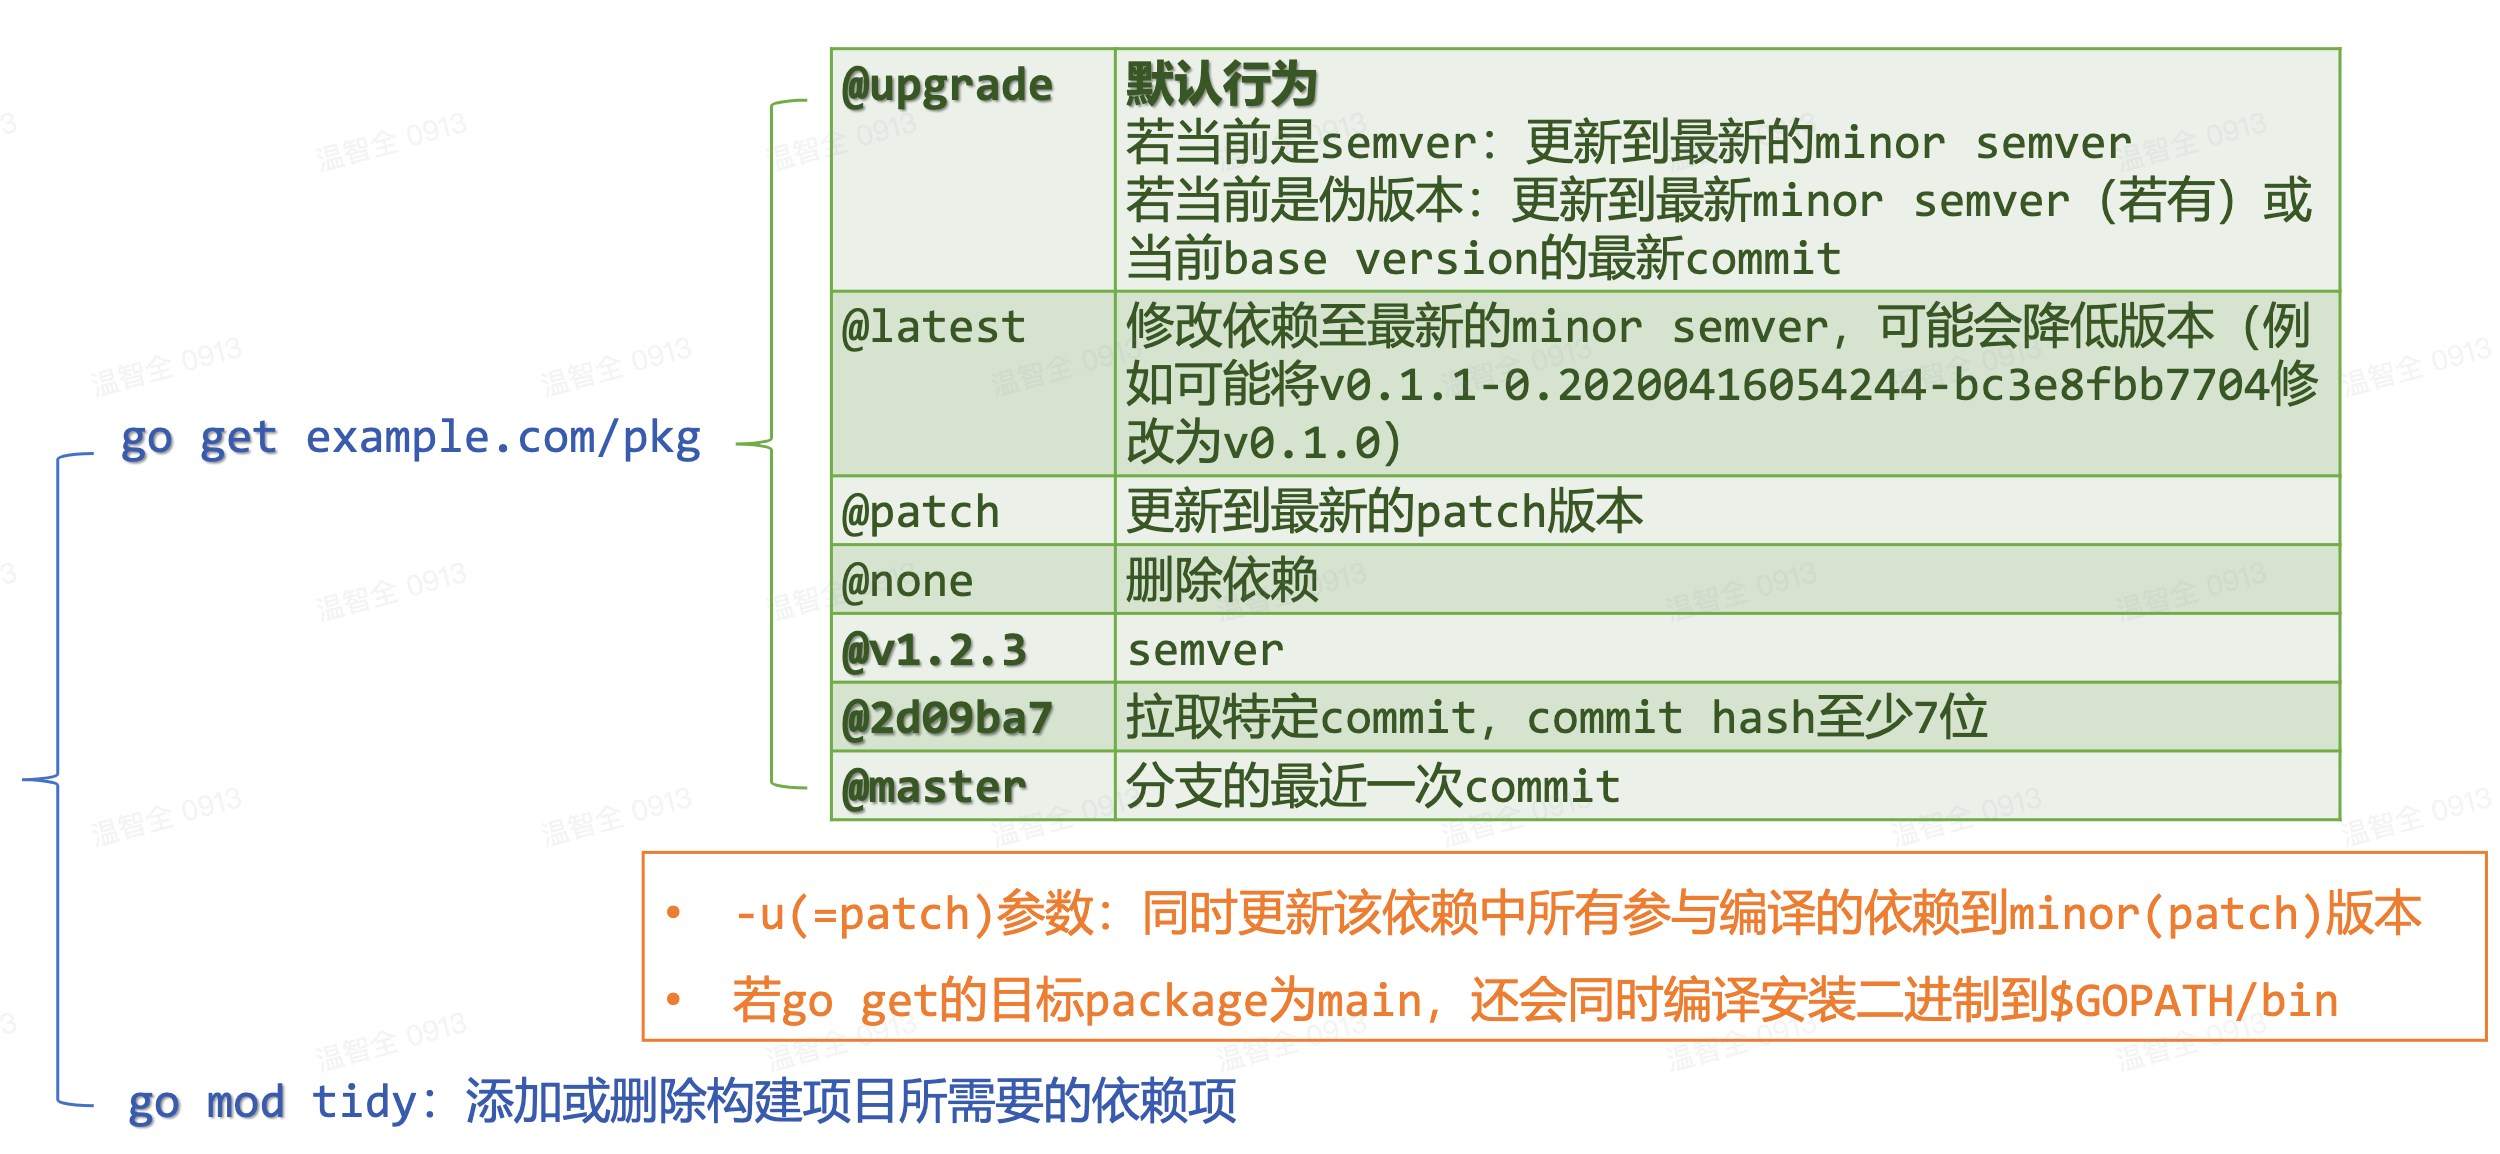 @upgrade 默认行为
若当前是semver：更新到最新的minor semver
若当前是伪版本：更新到最新minor semver（若有）或
当前base version的最新commit
@latest 修改依赖至最新的minor semver，可能会降低版本（例
如可能将v0.1.1-0.20200416054244-bc3e8fbb7704修
改为v0.1.0）
go get example.com/pkg
@patch 更新到最新的patch版本
@none 删除依赖
@v1.2.3 semver
@2d09ba7 拉取特定commit，commit hash至少7位
@master 分支的最近一次commit
• -u(=patch)参数：同时更新该依赖中所有参与编译的依赖到minor(patch)版本
• 若go get的目标package为main，还会同时编译安装二进制到$GOPATH/bin
go mod tidy：添加或删除构建项目所需要的依赖项
温智全 0913